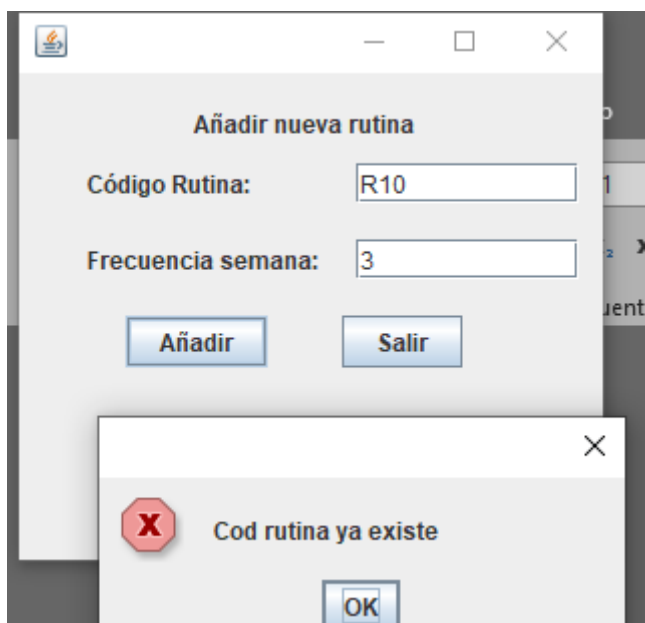 Añadir nueva rutina
Código Rutina: R10
Frecuencia semana: 3
Añadir Salir
Cod rutina ya existe
OK